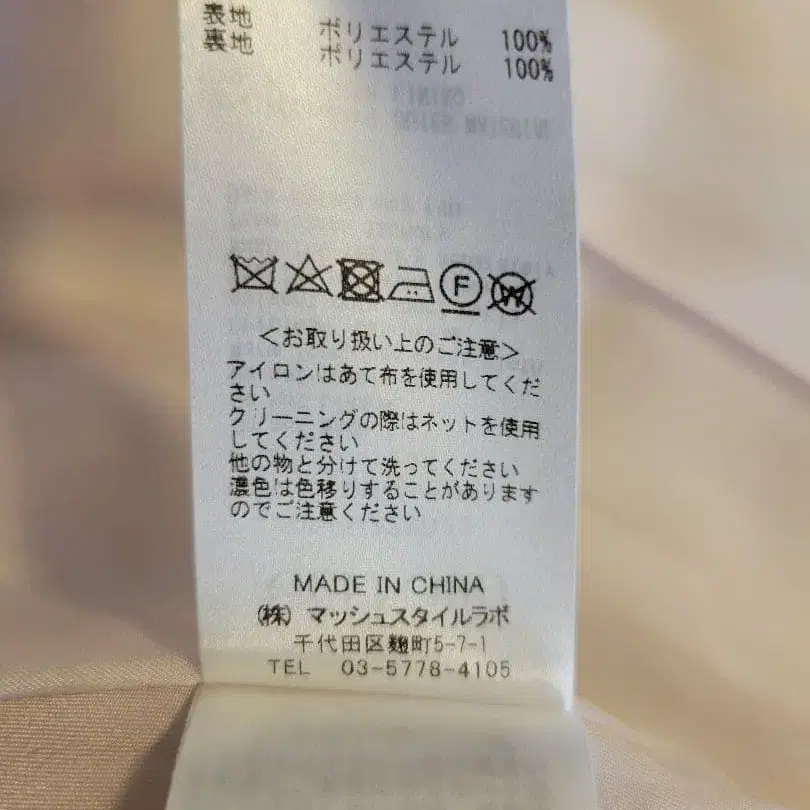 表地 ポリエステル 100%
裏地 ポリエステル 100%
F
W
<お取り扱い上のご注意>
アイロンはあて布を使用してくだ
さい
クリーニングの際はネットを使用
してください
他の物と分けて洗ってください
濃色は色移りすることがあります
のでご注意ください
MADE IN CHINA
(株) マッシュスタイルラボ
千代田区麹町5-7-1
TEL 03-5778-4105